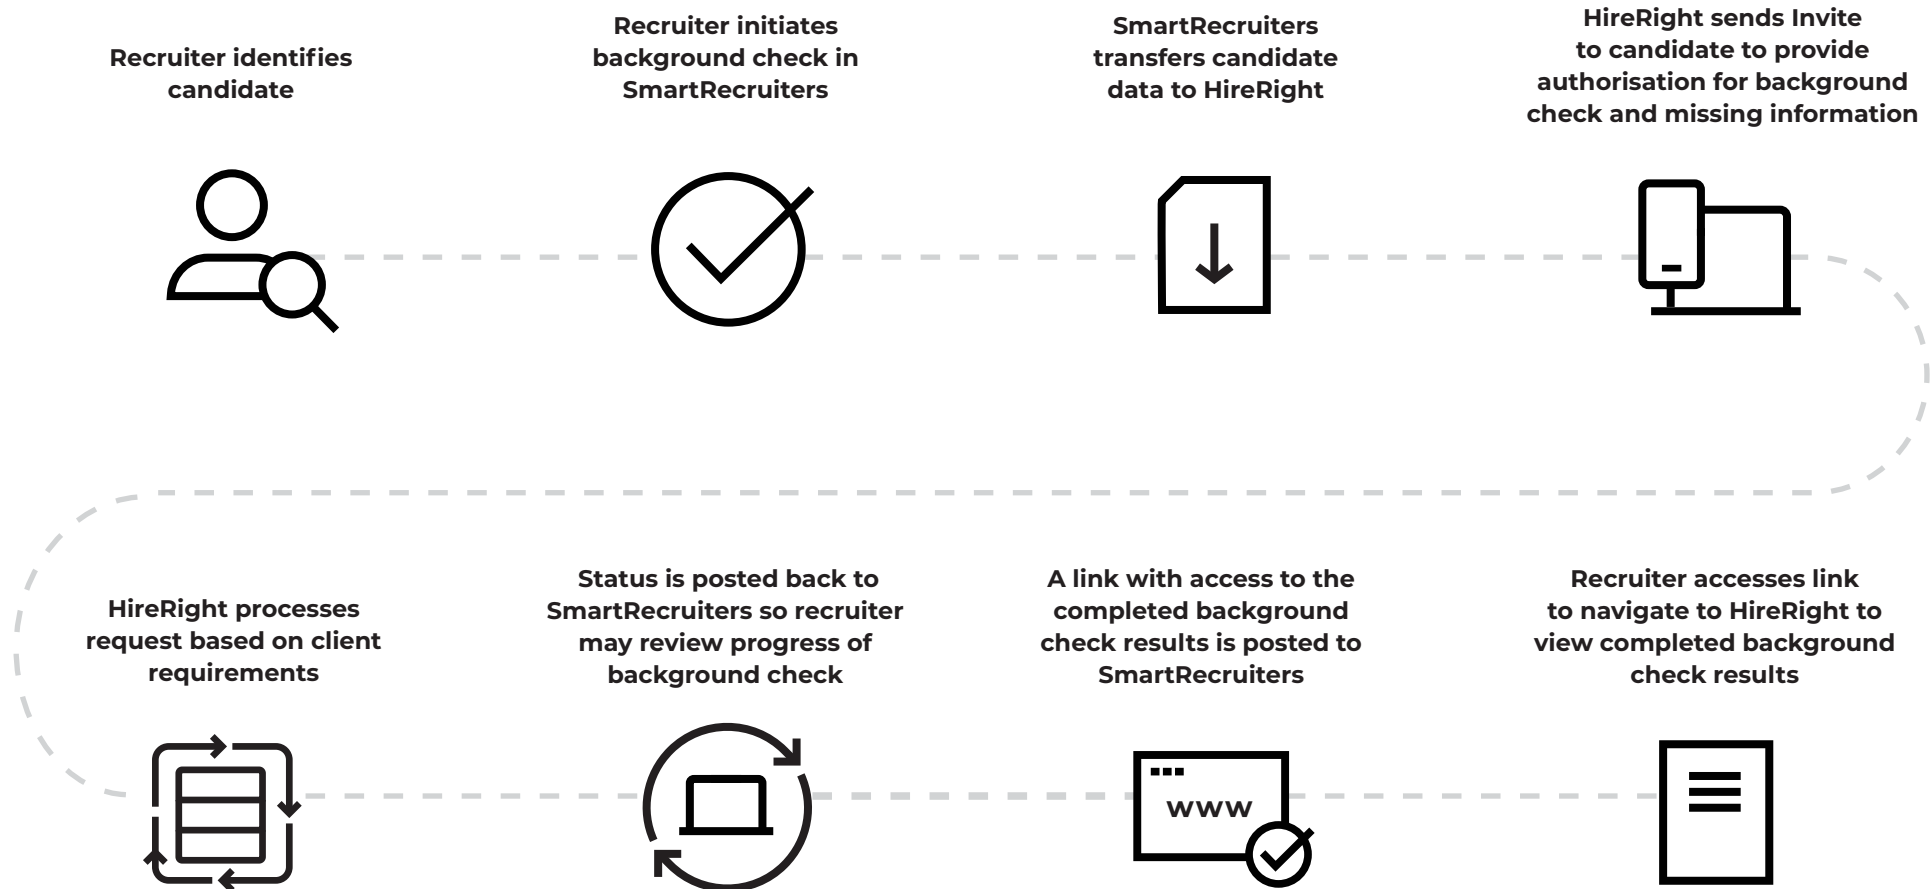 Recruiter identifies
candidate
Recruiter initiates
background check in
SmartRecruiters
SmartRecruiters
transfers candidate
data to HireRight
HireRight sends Invite
to candidate to provide
authorisation for background
check and missing information
HireRight processes
request based on client
requirements
Status is posted back to
SmartRecruiters so recruiter
may review progress of
background check
A link with access to the
completed background
check results is posted to
SmartRecruiters
Recruiter accesses link
to navigate to HireRight to
view completed background
check results
www